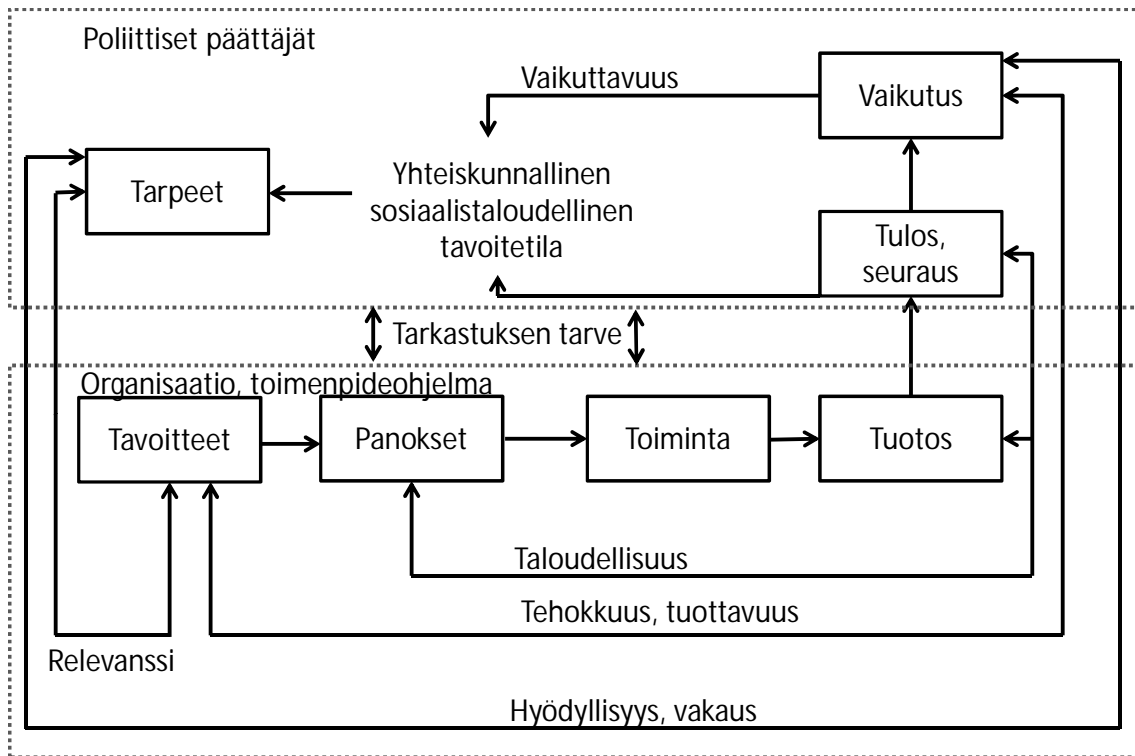 Poliittiset päättäjät
Vaikuttavuus
Vaikutus
Tarpeet
Yhteiskunnallinen
sosiaalistaloudellinen
tavoitetila
Tulos,
seuraus
Tarkastuksen tarve
Organisaatio, toimenpideohjelma
Tavoitteet
Panokset
Toiminta
Tuotos
Taloudellisuus
Tehokkuus, tuottavuus
Relevanssi
Hyödyllisyys, vakaus